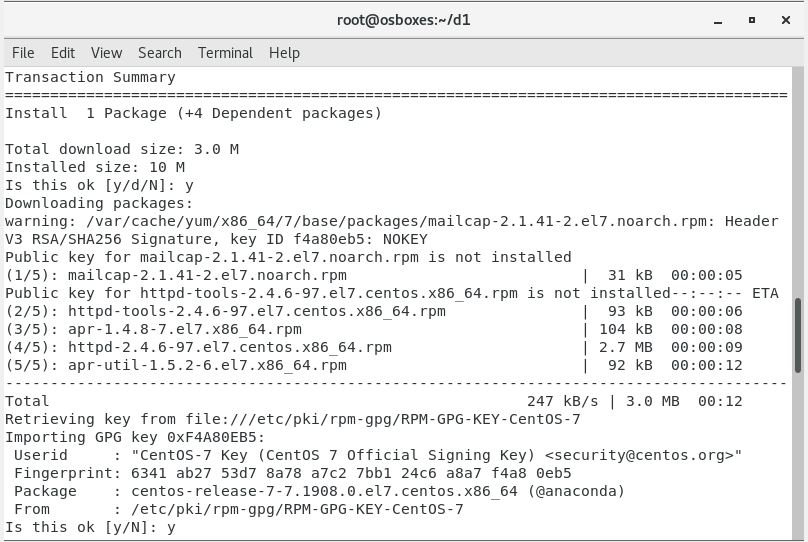 root@osboxes:~/d1
File Edit View Search Terminal Help
Transaction Summary
================================================================================
Install  1 Package (+4 Dependent packages)
Total download size: 3.0 M
Installed size: 10 M
Is this ok [y/d/N]: y
Downloading packages:
warning: /var/cache/yum/x86_64/7/base/packages/mailcap-2.1.41-2.el7.noarch.rpm: Header
V3 RSA/SHA256 Signature, key ID f4a80eb5: NOKEY
Public key for mailcap-2.1.41-2.el7.noarch.rpm is not installed
(1/5): mailcap-2.1.41-2.el7.noarch.rpm                          |  31 kB  00:00:05
Public key for httpd-tools-2.4.6-97.el7.centos.x86_64.rpm is not installed--:--:-- ETA
(2/5): httpd-tools-2.4.6-97.el7.centos.x86_64.rpm               |  93 kB  00:00:06
(3/5): apr-1.4.8-7.el7.x86_64.rpm                               | 104 kB  00:00:08
(4/5): httpd-2.4.6-97.el7.centos.x86_64.rpm                     | 2.7 MB  00:00:09
(5/5): apr-util-1.5.2-6.el7.x86_64.rpm                          |  92 kB  00:00:12
--------------------------------------------------------------------------------
Total                                                     247 kB/s | 3.0 MB  00:12
Retrieving key from file:///etc/pki/rpm-gpg/RPM-GPG-KEY-CentOS-7
Importing GPG key 0xF4A80EB5:
 Userid     : "CentOS-7 Key (CentOS 7 Official Signing Key) <security@centos.org>"
 Fingerprint: 6341 ab27 53d7 8a78 a7c2 7bb1 24c6 a8a7 f4a8 0eb5
 Package    : centos-release-7-7.1908.0.el7.centos.x86_64 (@anaconda)
 From       : /etc/pki/rpm-gpg/RPM-GPG-KEY-CentOS-7
Is this ok [y/N]: y